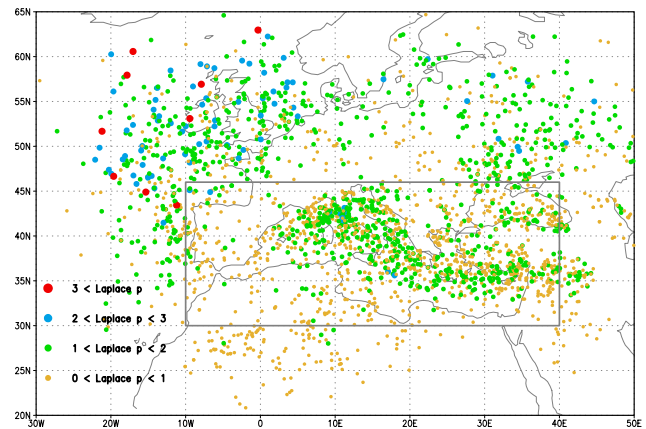 65N
60N
55N
50N
45N
40N
35N
30N
25N
20N
3 < Laplace p
2 < Laplace p < 3
1 < Laplace p < 2
0 < Laplace p < 1
30W 20W 10W 0 10E 20E 30E 40E 50E